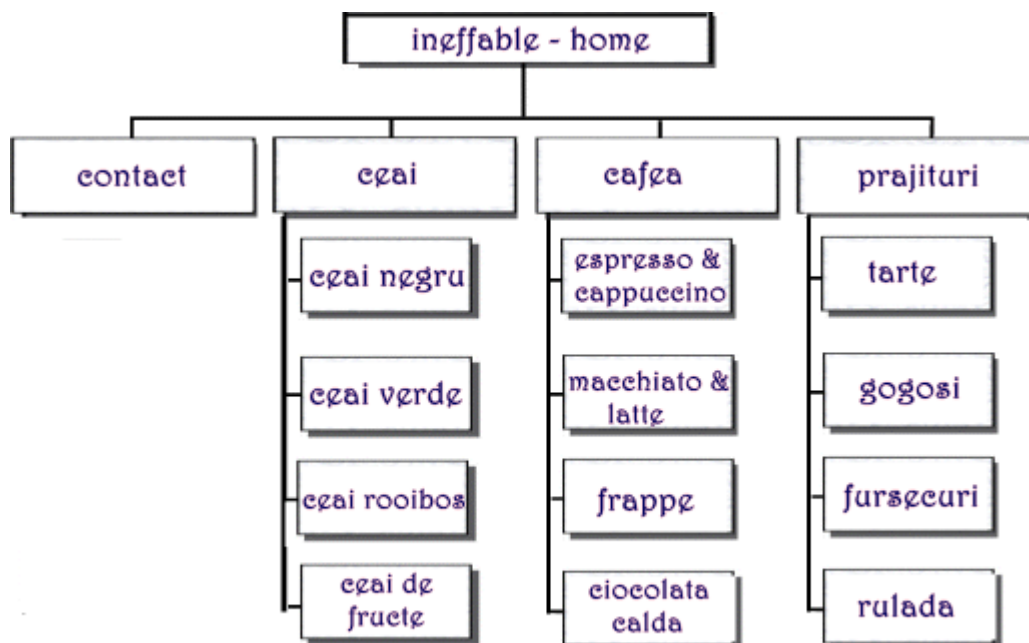 ineffable - home
contact
ceai
cafea
prajituri
ceai negru
ceai verde
ceai rooibos
ceai de
fructe
espresso &
cappuccino
macchiato &
latte
frappe
ciocolata
calda
tarte
gogosi
fursecuri
rulada